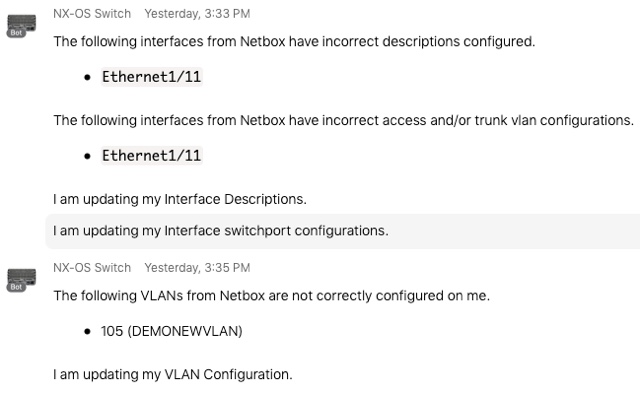 NX-OS Switch Yesterday, 3:33 PM
Bot
The following interfaces from Netbox have incorrect descriptions configured.
• Ethernet1/11
The following interfaces from Netbox have incorrect access and/or trunk vlan configurations.
• Ethernet1/11
I am updating my Interface Descriptions.
I am updating my Interface switchport configurations.
NX-OS Switch Yesterday, 3:35 PM
Bot
The following VLANs from Netbox are not correctly configured on me.
• 105 (DEMONEWVLAN)
I am updating my VLAN Configuration.